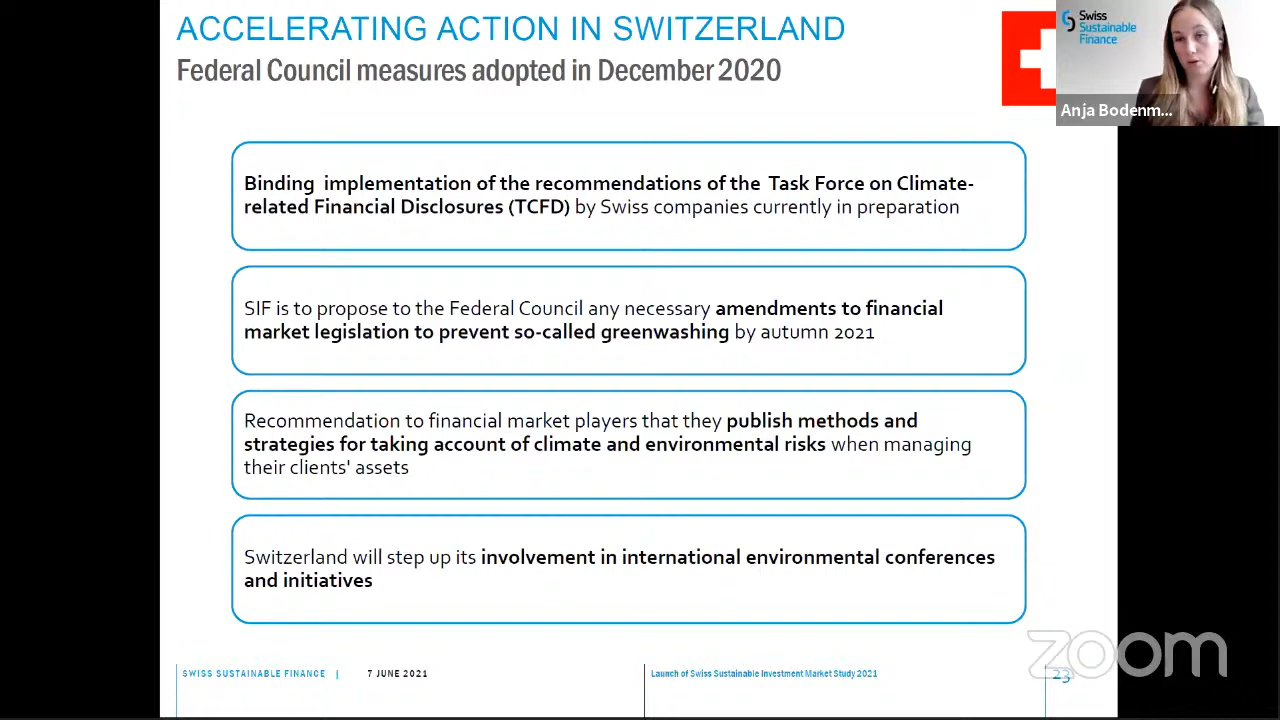 ACCELERATING ACTION IN SWITZERLAND
Federal Council measures adopted in December 2020
Swiss
Sustainable
Finance
Anja Bodenm...
Binding implementation of the recommendations of the Task Force on Climate-
related Financial Disclosures (TCFD) by Swiss companies currently in preparation
SIF is to propose to the Federal Council any necessary amendments to financial
market legislation to prevent so-called greenwashing by autumn 2021
Recommendation to financial market players that they publish methods and
strategies for taking account of climate and environmental risks when managing
their clients' assets
Switzerland will step up its involvement in international environmental conferences
and initiatives
SWISS SUSTAINABLE FINANCE | 7 JUNE 2021
Launch of Swiss Sustainable Investment Market Study 2021
23
zoom